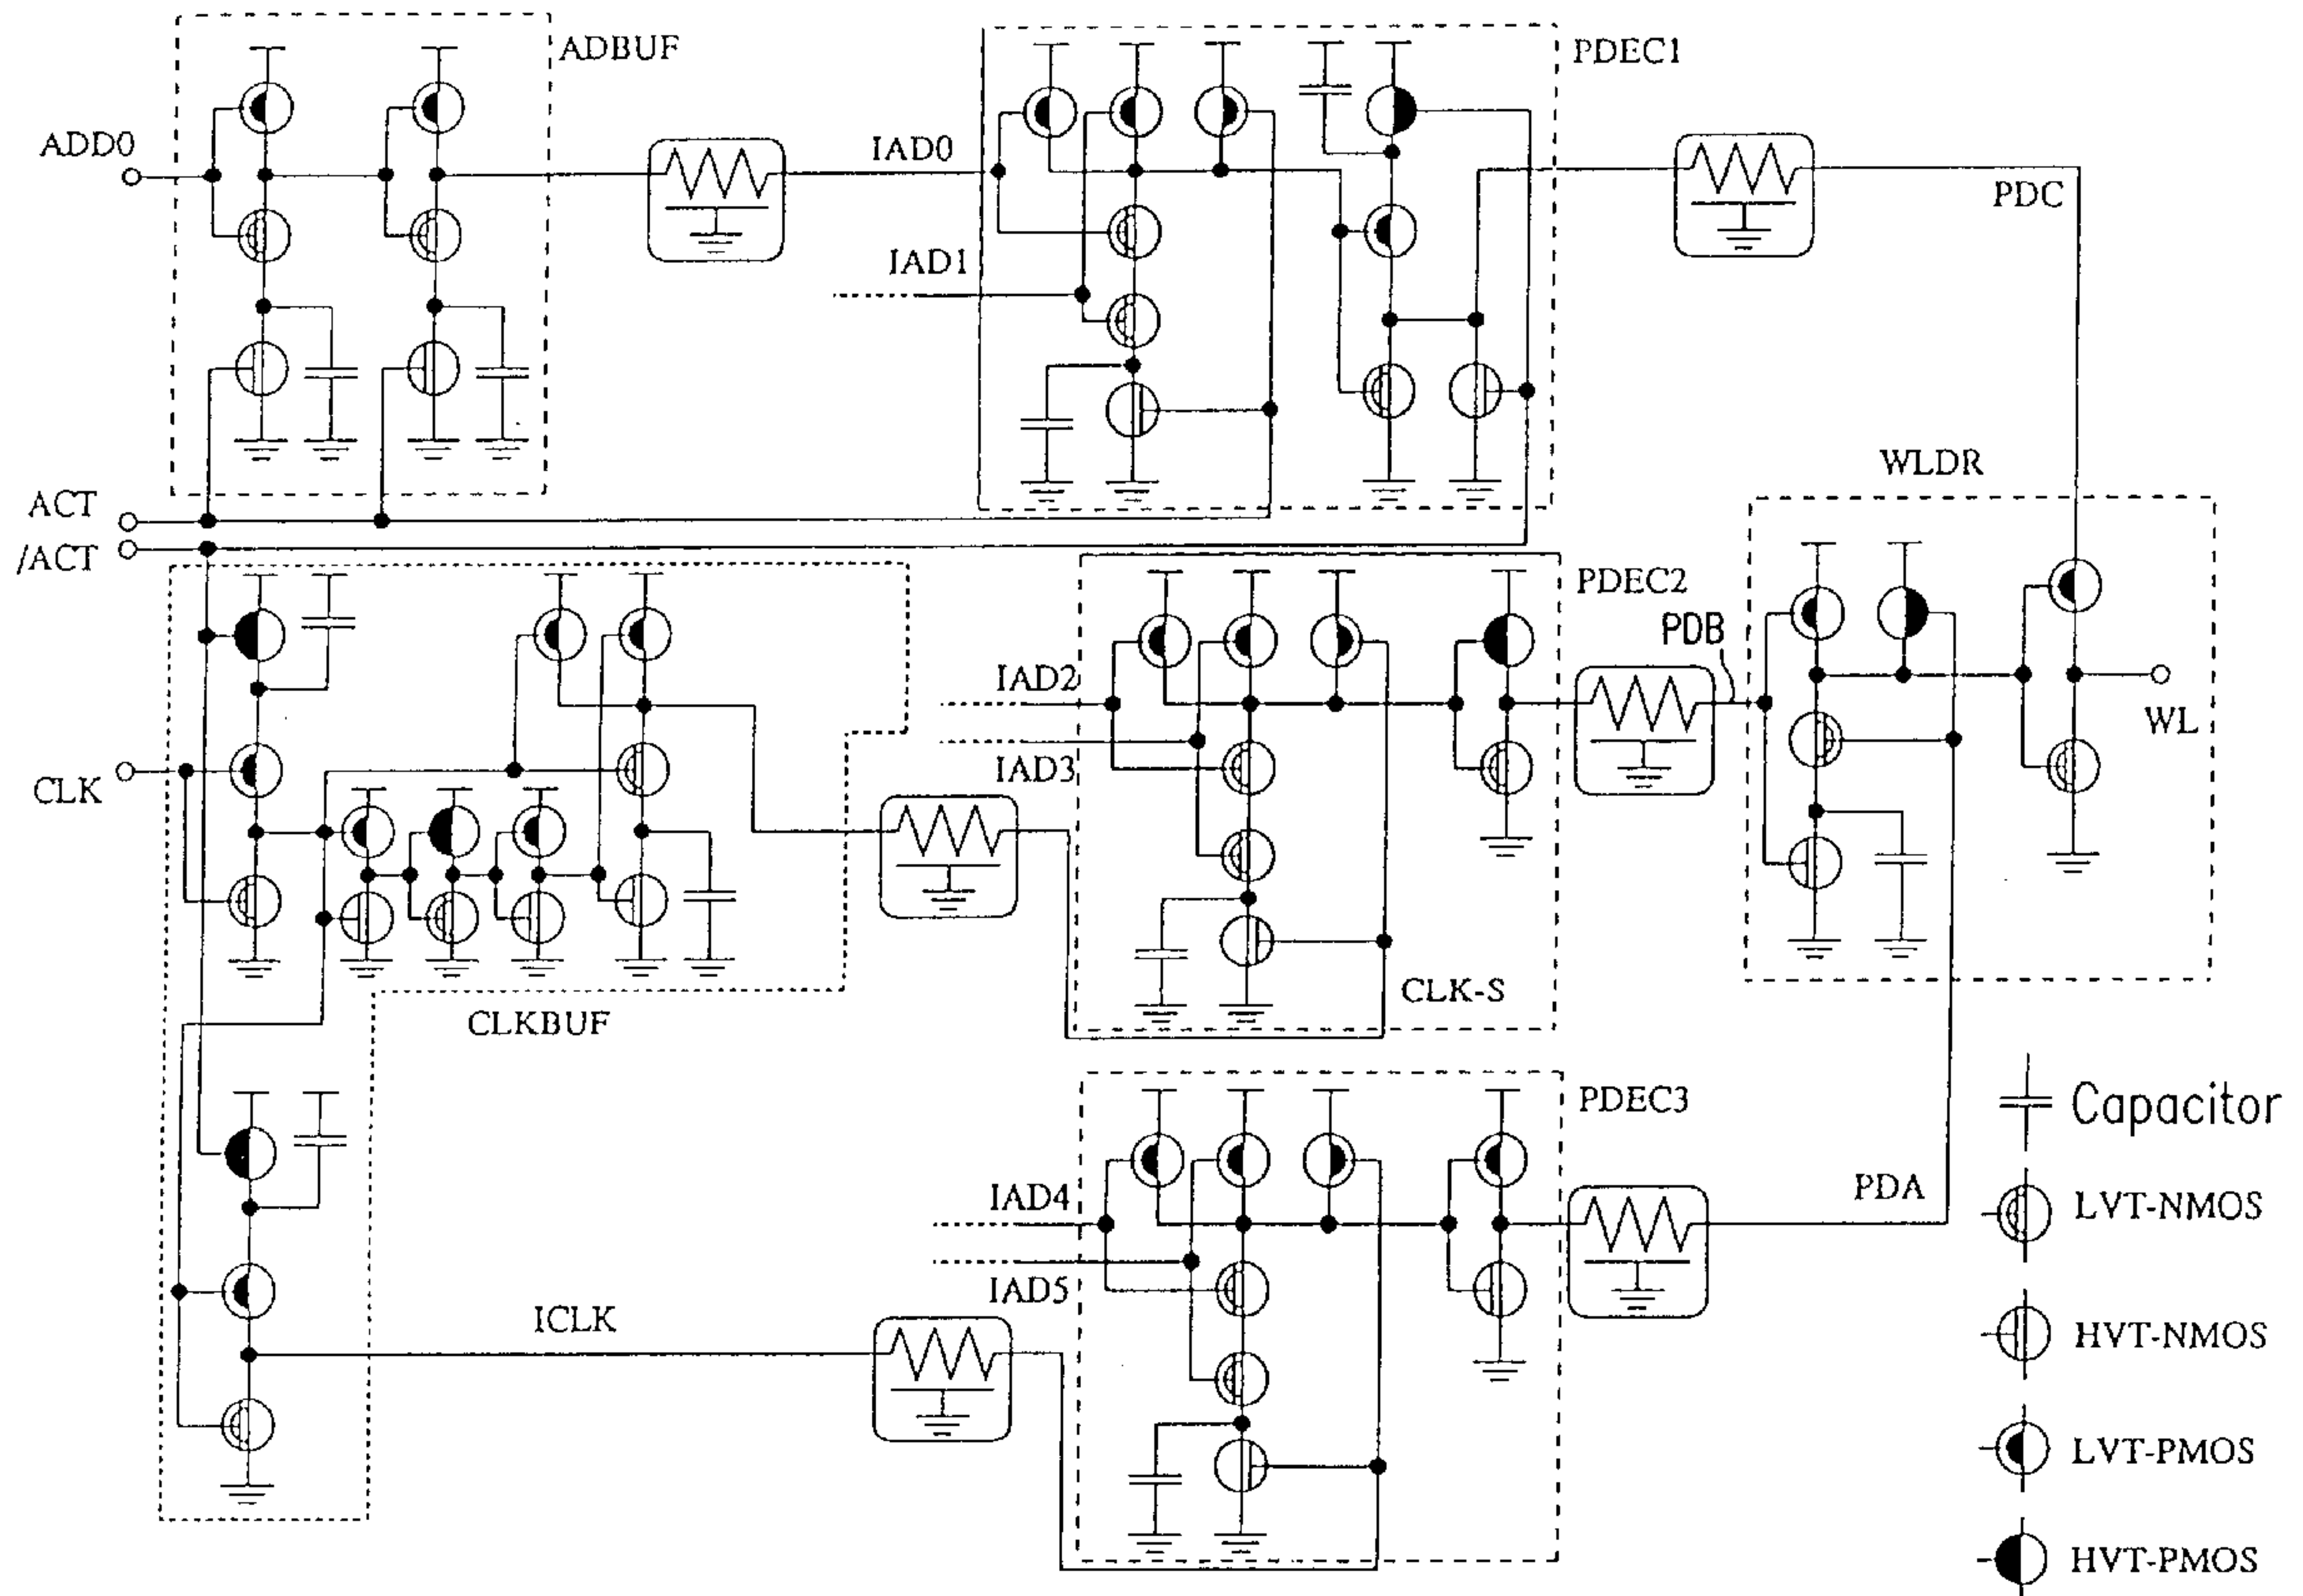 ADBUF
PDEC1
ADD0
IAD0
PDC
IAD1
WLDR
ACT
/ACT
PDEC2
PDB
IAD2
WL
IAD3
CLK
CLK-S
CLKBUF
PDEC3
Capacitor
IAD4
PDA
LVT-NMOS
IAD5
ICLK
HVT-NMOS
LVT-PMOS
HVT-PMOS